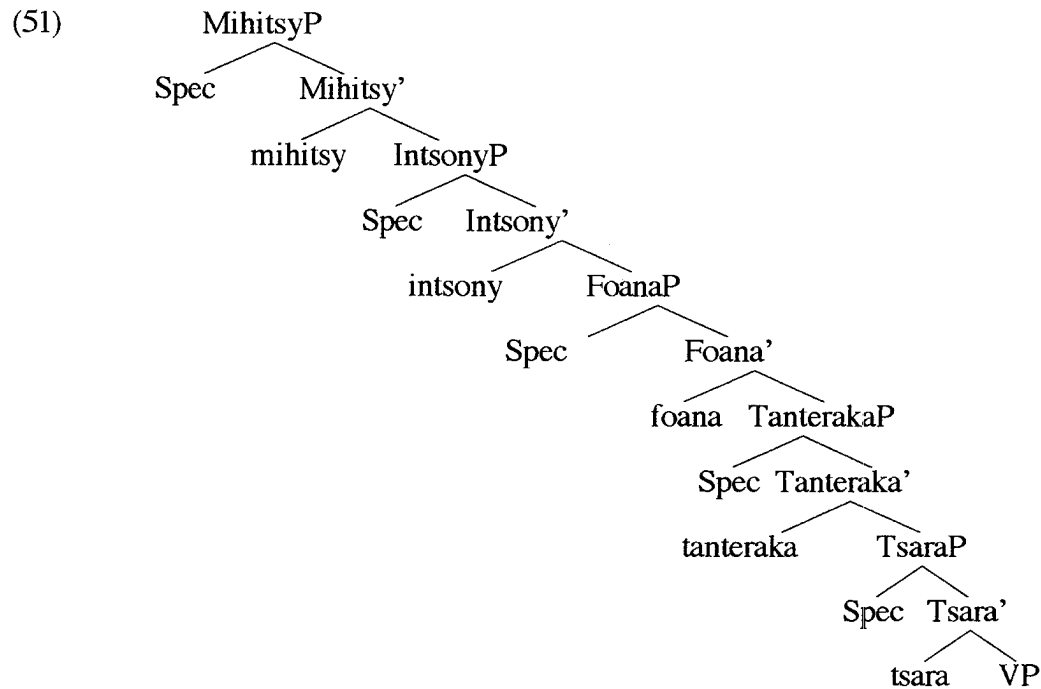 (51) MihitsyP
Spec Mihitsy’
mihitsy IntsonyP
Spec Intsony’
intsony FoanaP
Spec Foana’
foana TanterakaP
Spec Tanteraka’
tanteraka TsaraP
Spec Tsara’
tsara VP